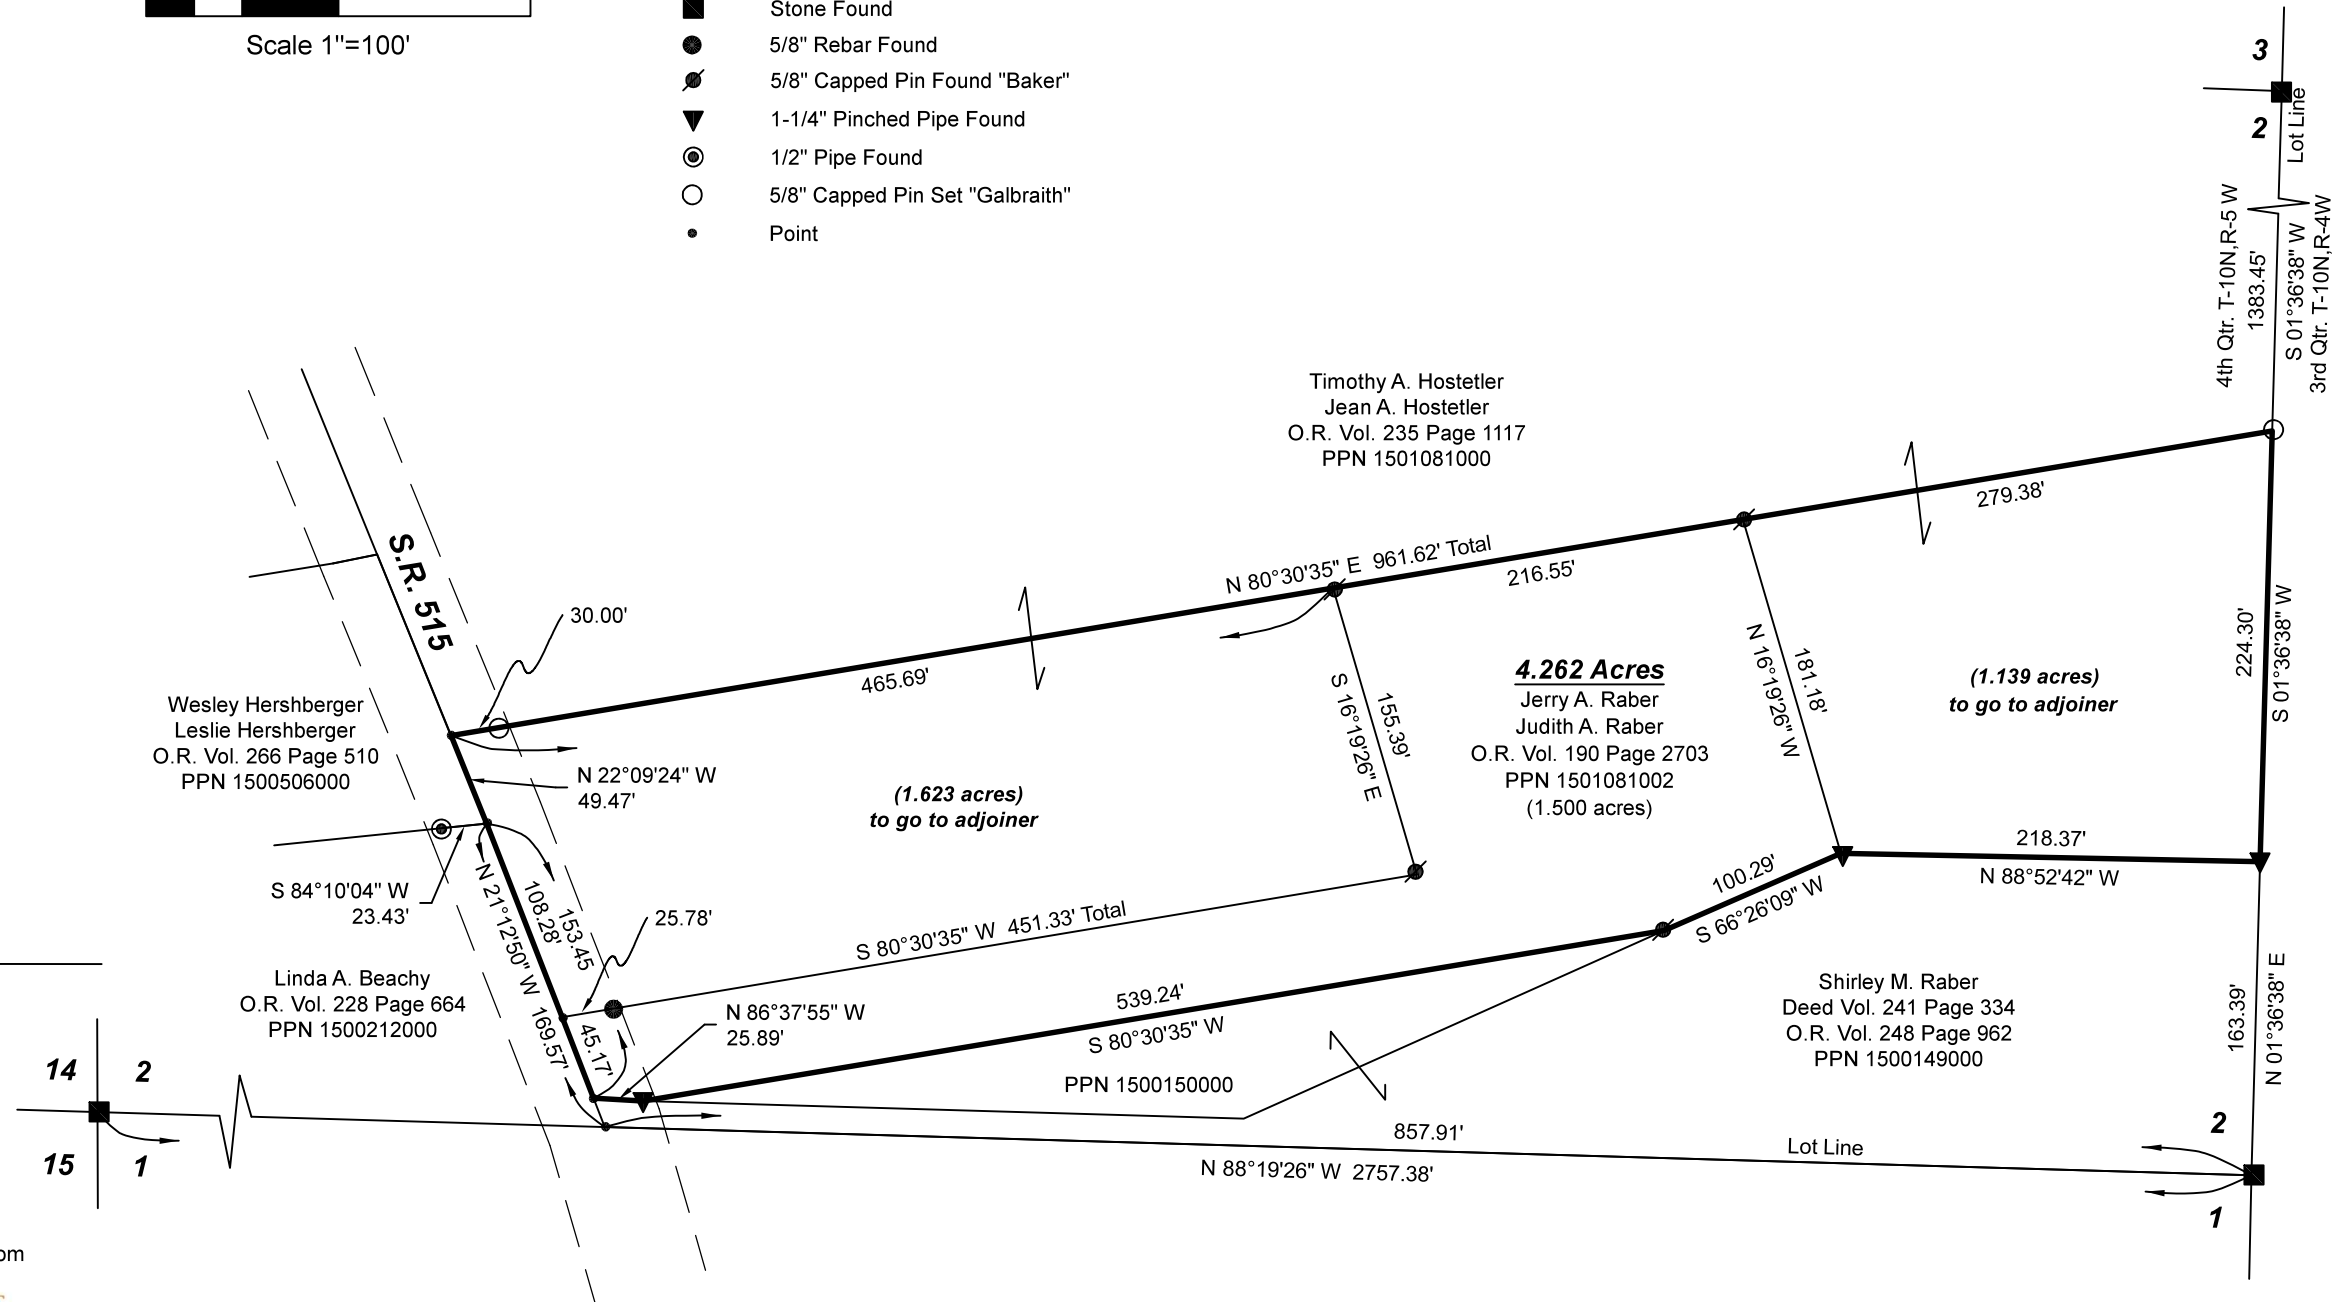 Scale 1"=100'
Stone Found
5/8" Rebar Found
5/8" Capped Pin Found "Baker"
1-1/4" Pinched Pipe Found
1/2" Pipe Found
5/8" Capped Pin Set "Galbraith"
Point
3
2
Lot Line
4th Qtr. T-10N,R-5 W
1383.45'
S 01°36'38" W
3rd Qtr. T-10N,R-4W
Timothy A. Hostetler
Jean A. Hostetler
O.R. Vol. 235 Page 1117
PPN 1501081000
279.38'
N 80°30'35" E 961.62' Total
216.55'
465.69'
S.R. 515
30.00'
Wesley Hershberger
Leslie Hershberger
O.R. Vol. 266 Page 510
PPN 1500506000
N 22°09'24" W
49.47'
(1.623 acres)
to go to adjoiner
S 16°19'26" E
155.39'
4.262 Acres
Jerry A. Raber
Judith A. Raber
O.R. Vol. 190 Page 2703
PPN 1501081002
(1.500 acres)
N 16°19'26" W
181.18'
(1.139 acres)
to go to adjoiner
224.30'
S 01°36'38" W
218.37'
N 88°52'42" W
100.29'
S 66°26'09" W
S 84°10'04" W
23.43'
N 21°12'50" W 169.57'
108.28'
153.45
45.17'
25.78'
S 80°30'35" W 451.33' Total
N 86°37'55" W
25.89'
539.24'
S 80°30'35" W
Linda A. Beachy
O.R. Vol. 228 Page 664
PPN 1500212000
Shirley M. Raber
Deed Vol. 241 Page 334
O.R. Vol. 248 Page 962
PPN 1500149000
163.39'
N 01°36'38" E
PPN 1500150000
14
2
15
1
857.91'
N 88°19'26" W 2757.38'
Lot Line
2
1
om